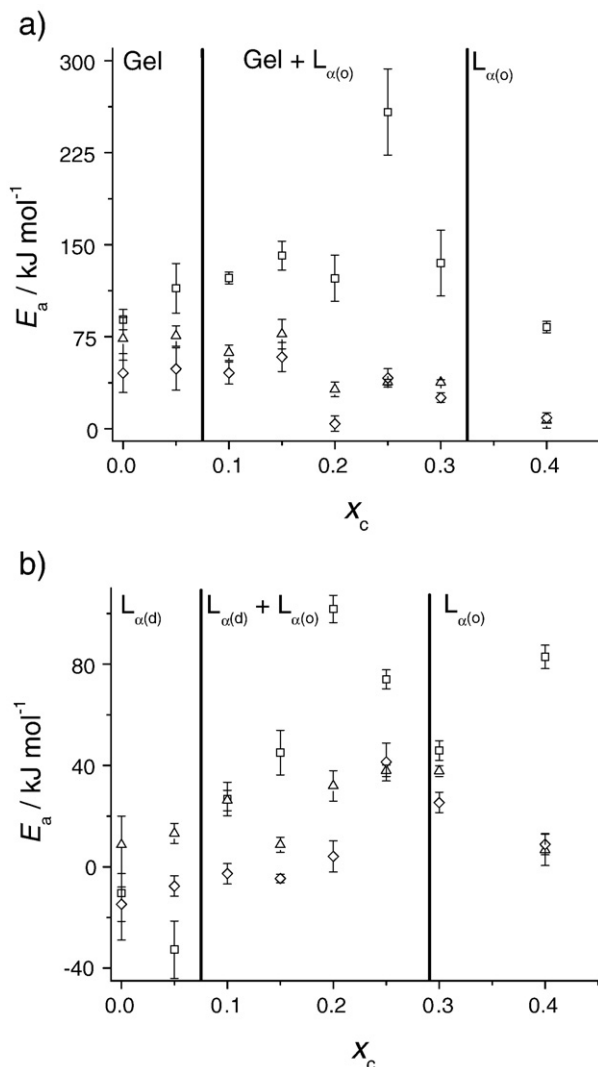 a)
Gel
Gel + Lα(o)
Lα(o)
300
225
150
75
0
Ea / kJ mol⁻¹
0.0 0.1 0.2 0.3 0.4
xc
b)
Lα(d)
Lα(d) + Lα(o)
Lα(o)
80
40
0
-40
Ea / kJ mol⁻¹
0.0 0.1 0.2 0.3 0.4
xc